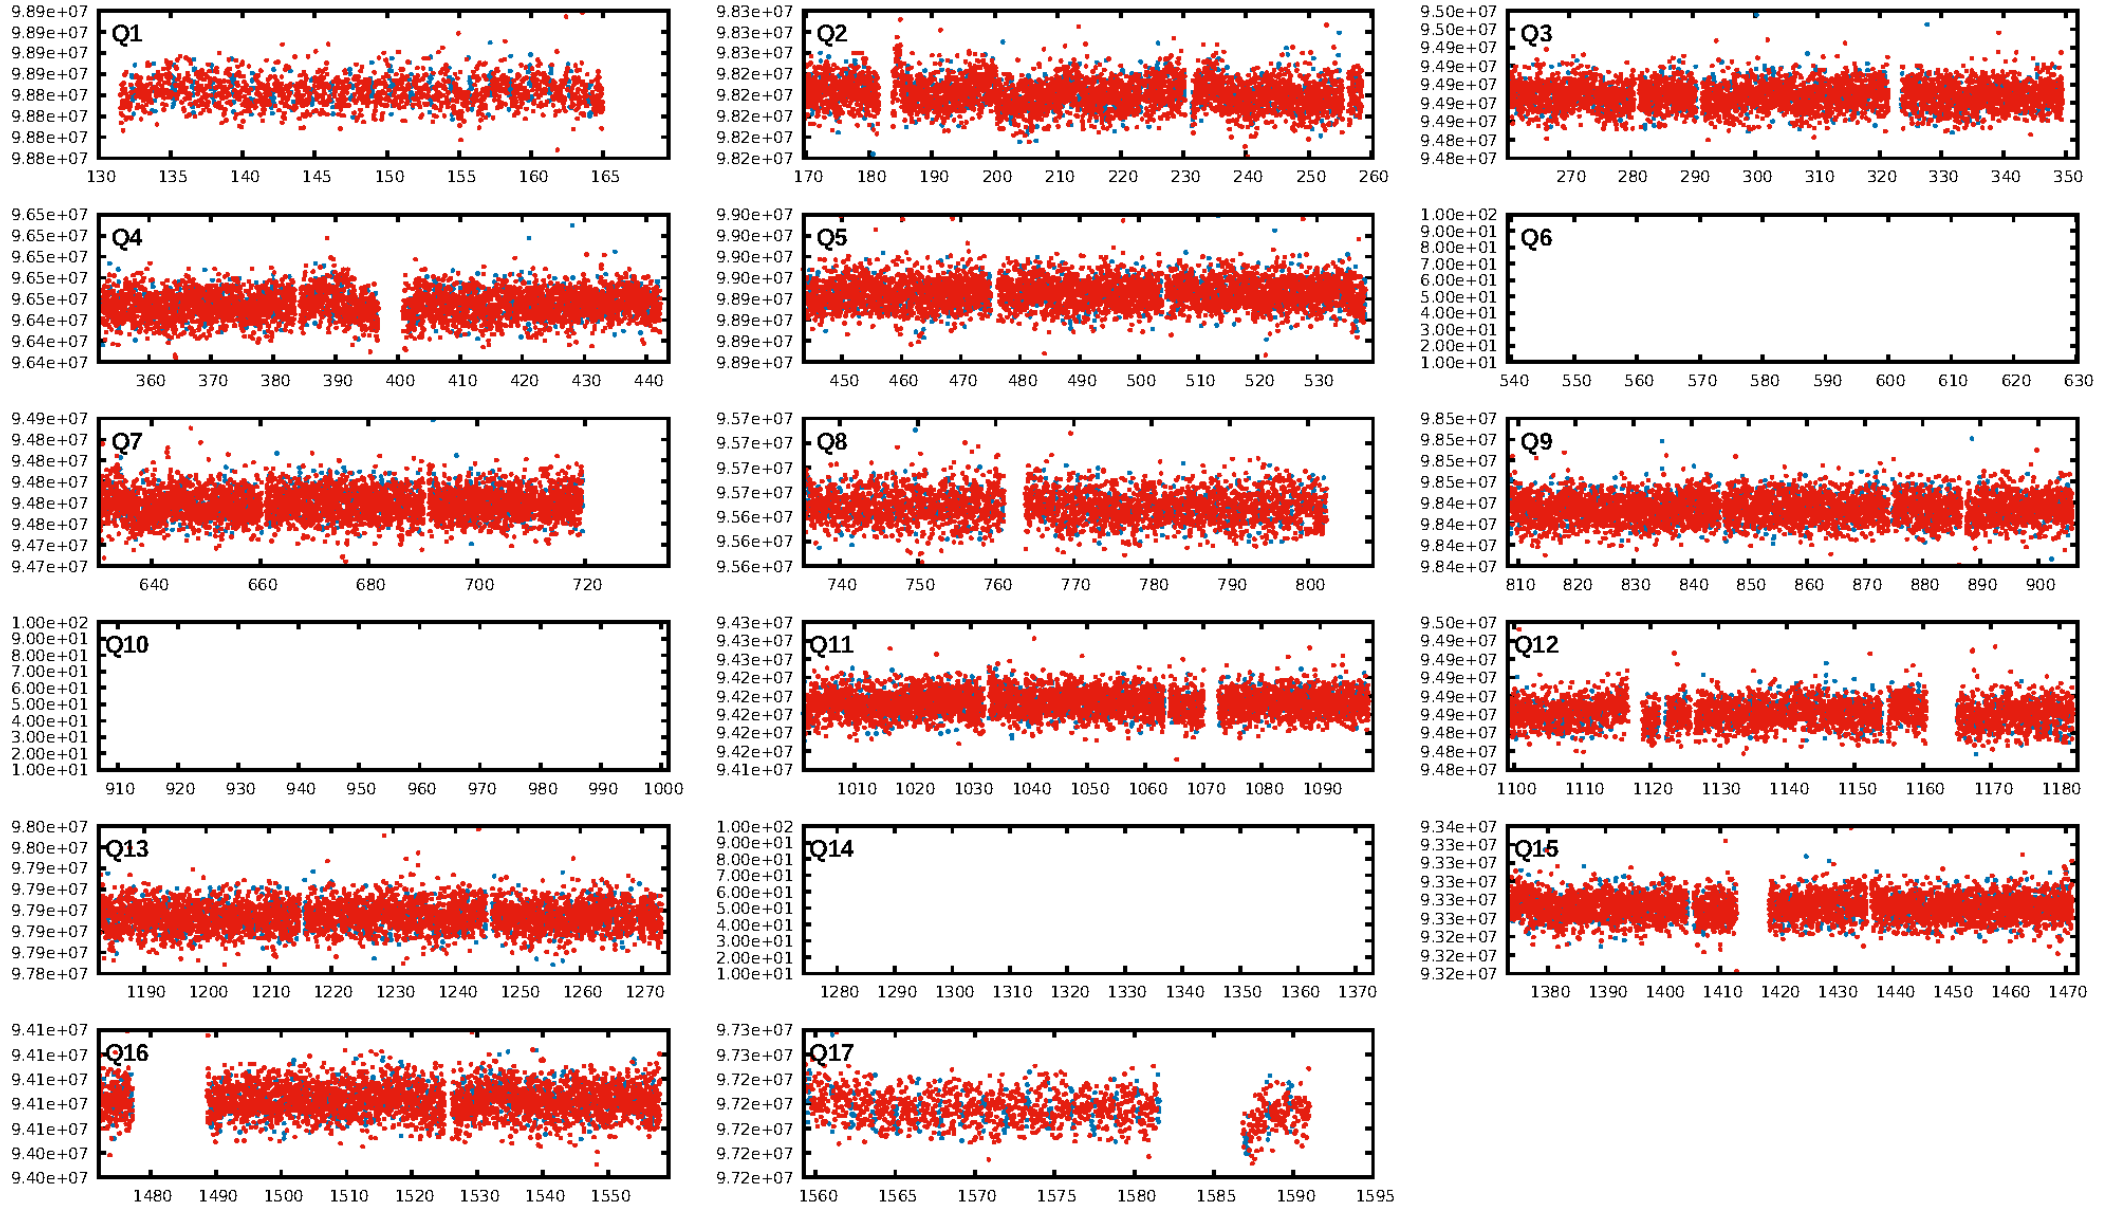 9.89e+07
9.89e+07
9.89e+07
9.89e+07
9.88e+07
9.88e+07
9.88e+07
9.88e+07
Q1
130 135 140 145 150 155 160 165
9.83e+07
9.83e+07
9.83e+07
9.82e+07
9.82e+07
9.82e+07
9.82e+07
9.82e+07
Q2
170 180 190 200 210 220 230 240 250 260
9.50e+07
9.50e+07
9.49e+07
9.49e+07
9.49e+07
9.49e+07
9.49e+07
9.48e+07
9.48e+07
Q3
270 280 290 300 310 320 330 340 350
9.65e+07
9.65e+07
9.65e+07
9.65e+07
9.65e+07
9.64e+07
9.64e+07
9.64e+07
Q4
360 370 380 390 400 410 420 430 440
9.90e+07
9.90e+07
9.90e+07
9.90e+07
9.89e+07
9.89e+07
9.89e+07
9.89e+07
Q5
450 460 470 480 490 500 510 520 530
1.00e+02
9.00e+01
8.00e+01
7.00e+01
6.00e+01
5.00e+01
4.00e+01
3.00e+01
2.00e+01
1.00e+01
Q6
540 550 560 570 580 590 600 610 620 630
9.49e+07
9.48e+07
9.48e+07
9.48e+07
9.48e+07
9.48e+07
9.47e+07
9.47e+07
Q7
640 660 680 700 720
9.57e+07
9.57e+07
9.57e+07
9.57e+07
9.56e+07
9.56e+07
9.56e+07
Q8
740 750 760 770 780 790 800
9.85e+07
9.85e+07
9.85e+07
9.85e+07
9.84e+07
9.84e+07
9.84e+07
9.84e+07
Q9
810 820 830 840 850 860 870 880 890 900
1.00e+02
9.00e+01
8.00e+01
7.00e+01
6.00e+01
5.00e+01
4.00e+01
3.00e+01
2.00e+01
1.00e+01
Q10
910 920 930 940 950 960 970 980 990 1000
9.43e+07
9.43e+07
9.43e+07
9.42e+07
9.42e+07
9.42e+07
9.42e+07
9.42e+07
9.41e+07
Q11
1010 1020 1030 1040 1050 1060 1070 1080 1090
9.50e+07
9.49e+07
9.49e+07
9.49e+07
9.49e+07
9.49e+07
9.48e+07
9.48e+07
9.48e+07
Q12
1100 1110 1120 1130 1140 1150 1160 1170 1180
9.80e+07
9.80e+07
9.79e+07
9.79e+07
9.79e+07
9.79e+07
9.79e+07
9.78e+07
Q13
1190 1200 1210 1220 1230 1240 1250 1260 1270
1.00e+02
9.00e+01
8.00e+01
7.00e+01
6.00e+01
5.00e+01
4.00e+01
3.00e+01
2.00e+01
1.00e+01
Q14
1280 1290 1300 1310 1320 1330 1340 1350 1360 1370
9.34e+07
9.33e+07
9.33e+07
9.33e+07
9.33e+07
9.33e+07
9.32e+07
9.32e+07
9.32e+07
Q15
1380 1390 1400 1410 1420 1430 1440 1450 1460 1470
9.41e+07
9.41e+07
9.41e+07
9.41e+07
9.41e+07
9.40e+07
9.40e+07
Q16
1480 1490 1500 1510 1520 1530 1540 1550
9.73e+07
9.73e+07
9.72e+07
9.72e+07
9.72e+07
9.72e+07
9.72e+07
Q17
1560 1565 1570 1575 1580 1585 1590 1595